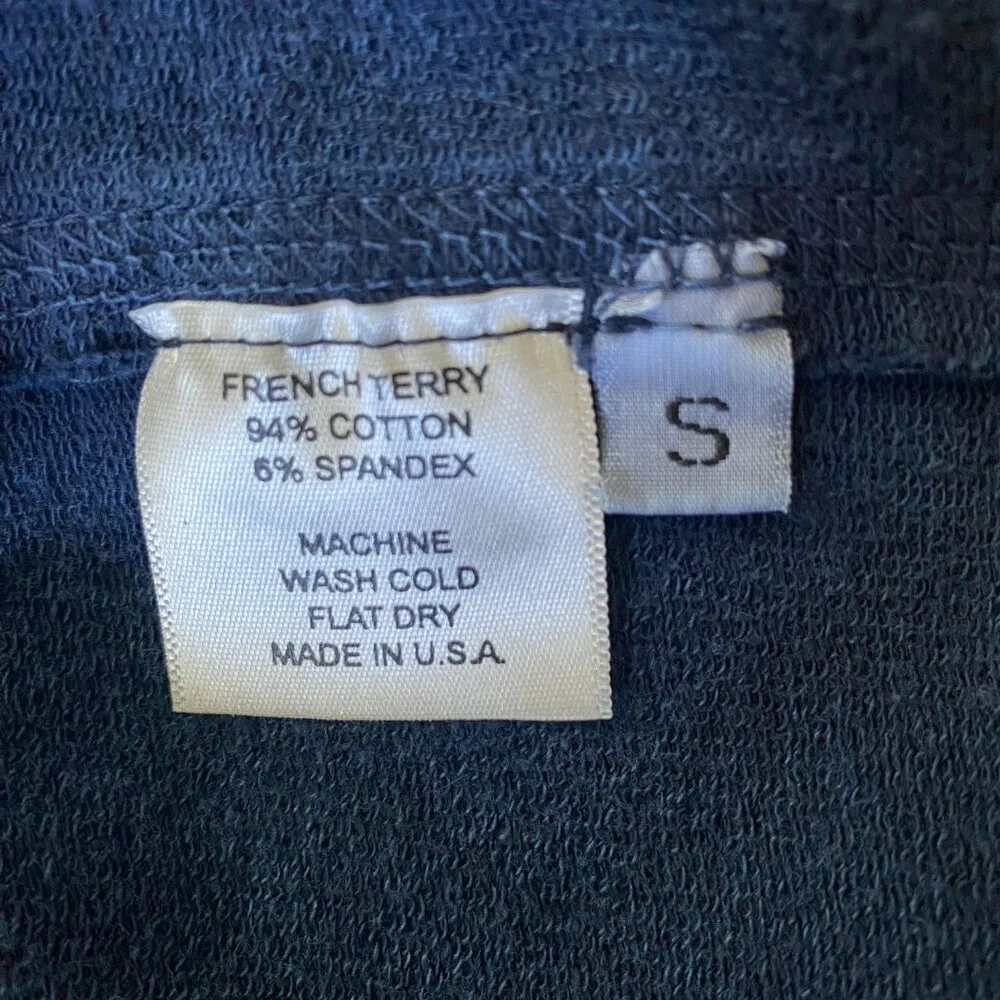 FRENCH TERRY
94% COTTON
6% SPANDEX
MACHINE
WASH COLD
FLAT DRY
MADE IN U.S.A.
S